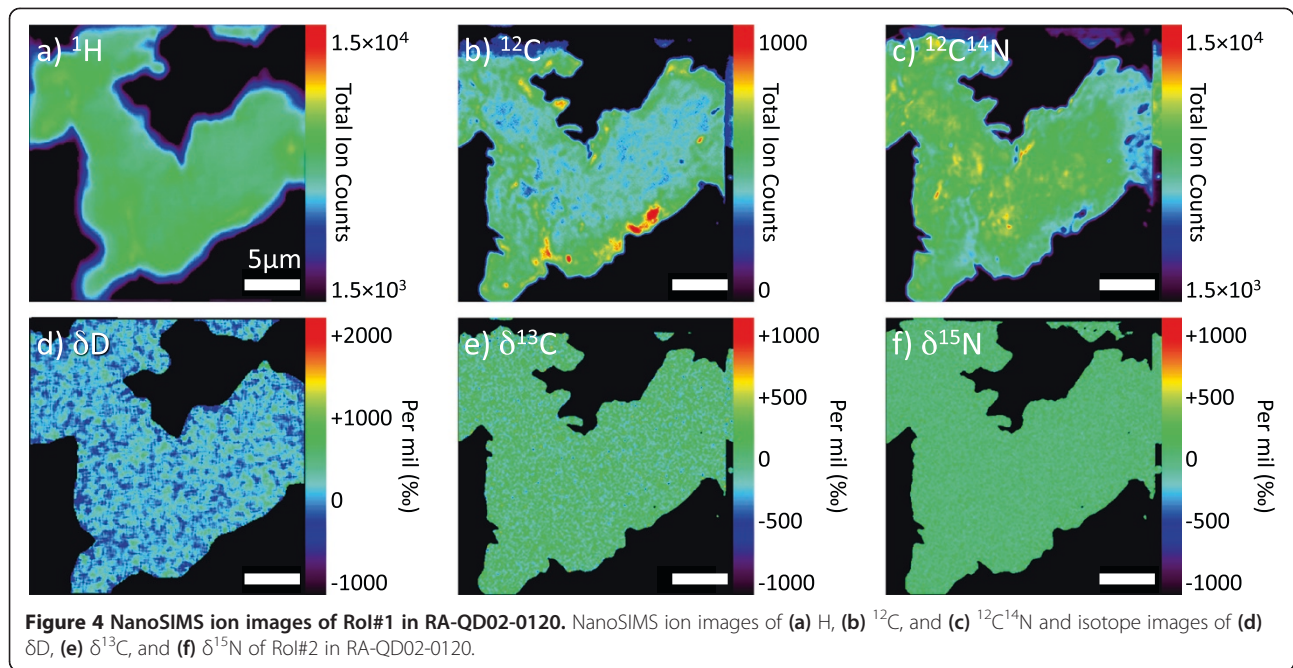 a) ¹H
1.5×10⁴
Total Ion Counts
1.5×10³
5μm
b) ¹²C
1000
Total Ion Counts
0
c) ¹²C¹⁴N
1.5×10⁴
Total Ion Counts
1.5×10³
d) δD
+2000
+1000
0
-1000
Per mil (‰)
e) δ¹³C
+1000
+500
0
-500
-1000
Per mil (‰)
f) δ¹⁵N
+1000
+500
0
-500
-1000
Per mil (‰)
Figure 4 NanoSIMS ion images of RoI#1 in RA-QD02-0120. NanoSIMS ion images of (a) H, (b) ¹²C, and (c) ¹²C¹⁴N and isotope images of (d)
δD, (e) δ¹³C, and (f) δ¹⁵N of RoI#2 in RA-QD02-0120.